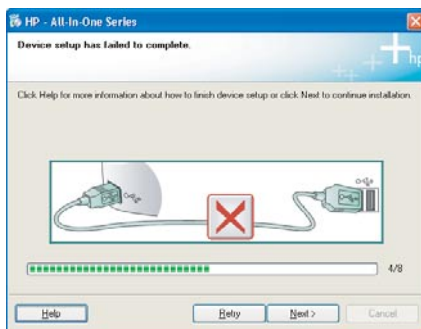 HP - All-In-One Series
Device setup has failed to complete.
hp
Click Help for more information about how to finish device setup or click Next to continue installation.
4/8
Help
Retry
Next >
Cancel